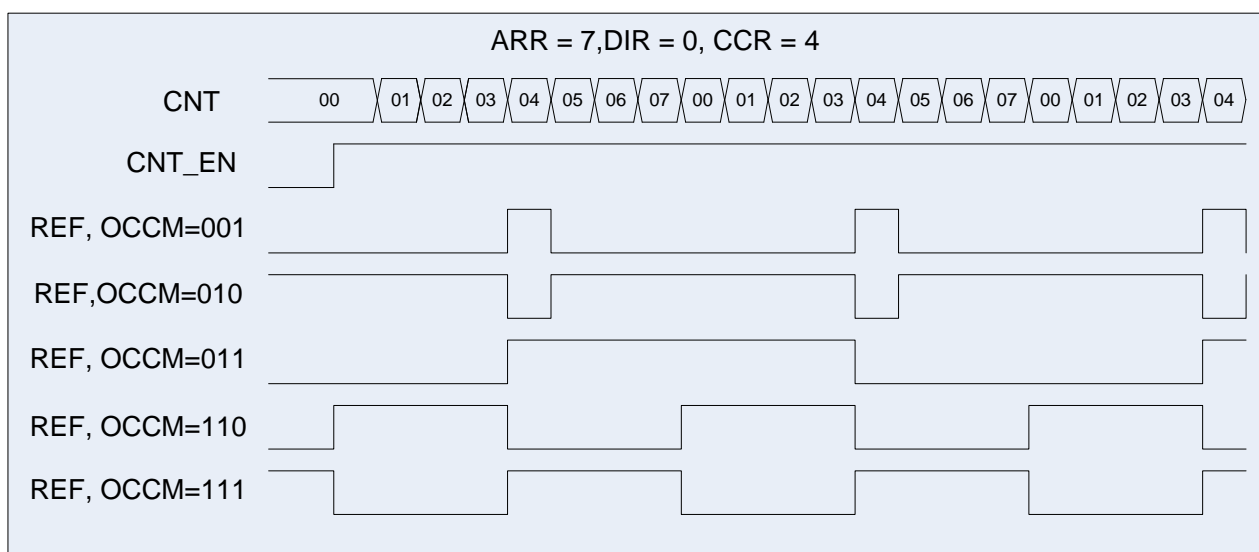 ARR = 7,DIR = 0, CCR = 4
CNT 00 01 02 03 04 05 06 07 00 01 02 03 04 05 06 07 00 01 02 03 04
CNT_EN
REF, OCCM=001
REF,OCCM=010
REF, OCCM=011
REF, OCCM=110
REF, OCCM=111